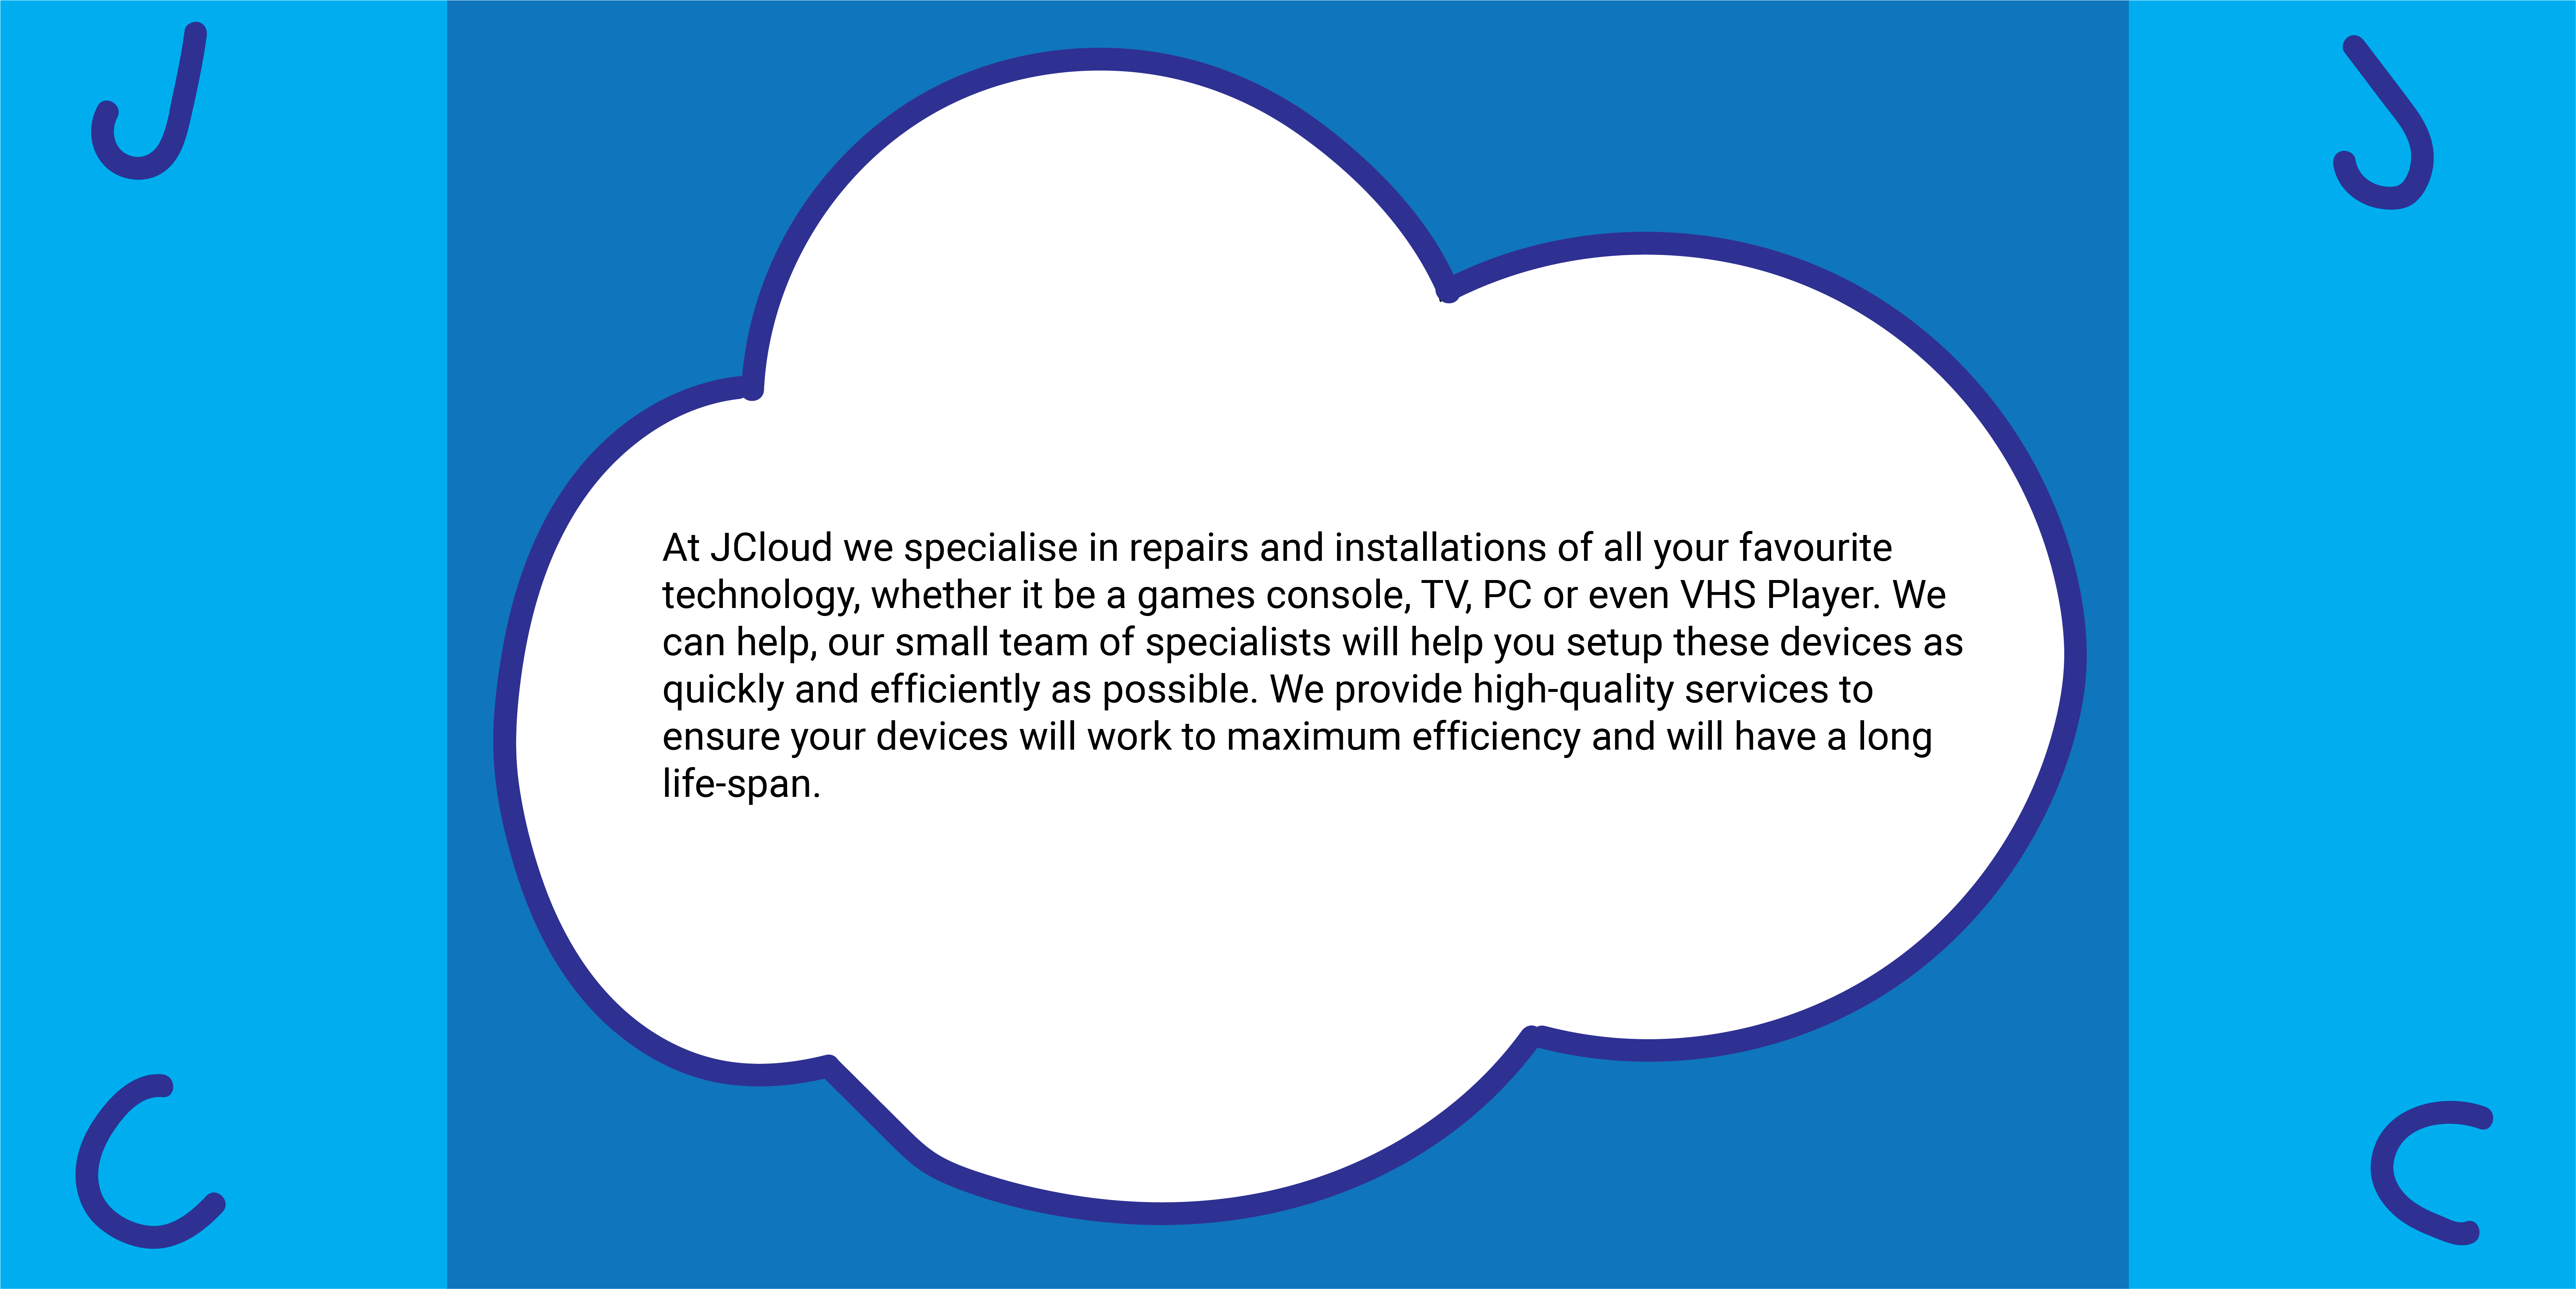 J
J
At JCloud we specialise in repairs and installations of all your favourite
technology, whether it be a games console, TV, PC or even VHS Player. We
can help, our small team of specialists will help you setup these devices as
quickly and efficiently as possible. We provide high-quality services to
ensure your devices will work to maximum efficiency and will have a long
life-span.
C
C